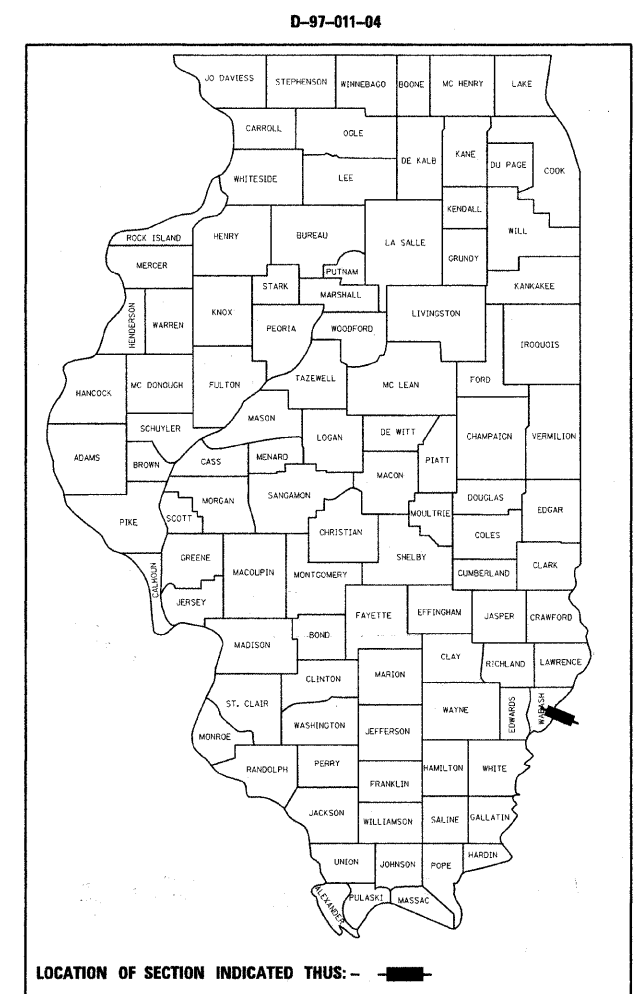 D-97-011-04
JO DAVIESS
STEPHENSON
WINNEBAGO
BOONE
MC HENRY
LAKE
CARROLL
OGLE
DE KALB
KANE
DU PAGE
COOK
WHITESIDE
LEE
KENDALL
ROCK ISLAND
HENRY
BUREAU
LA SALLE
WILL
GRUNDY
MERCER
PUTNAM
STARK
MARSHALL
KANKAKEE
HENDERSON
WARREN
KNOX
PEORIA
WOODFORD
LIVINGSTON
IROQUOIS
HANCOCK
MC DONOUGH
FULTON
TAZEWELL
MC LEAN
FORD
SCHUYLER
MASON
LOGAN
DE WITT
CHAMPAIGN
VERMILION
ADAMS
BROWN
CASS
MENARD
MACON
PIATT
PIKE
SCOTT
MORGAN
SANGAMON
CHRISTIAN
MOULTRIE
DOUGLAS
EDGAR
COLES
SHELBY
CALHOUN
GREENE
MACOUPIN
MONTGOMERY
CUMBERLAND
CLARK
JERSEY
FAYETTE
EFFINGHAM
JASPER
CRAWFORD
MADISON
BOND
CLAY
RICHLAND
LAWRENCE
CLINTON
MARION
ST. CLAIR
WASHINGTON
JEFFERSON
WAYNE
EDWARDS
WABASH
MONROE
RANDOLPH
PERRY
FRANKLIN
HAMILTON
WHITE
JACKSON
WILLIAMSON
SALINE
GALLATIN
UNION
JOHNSON
POPE
HARDIN
ALEXANDER
PULASKI
MASSAC
LOCATION OF SECTION INDICATED THUS: -